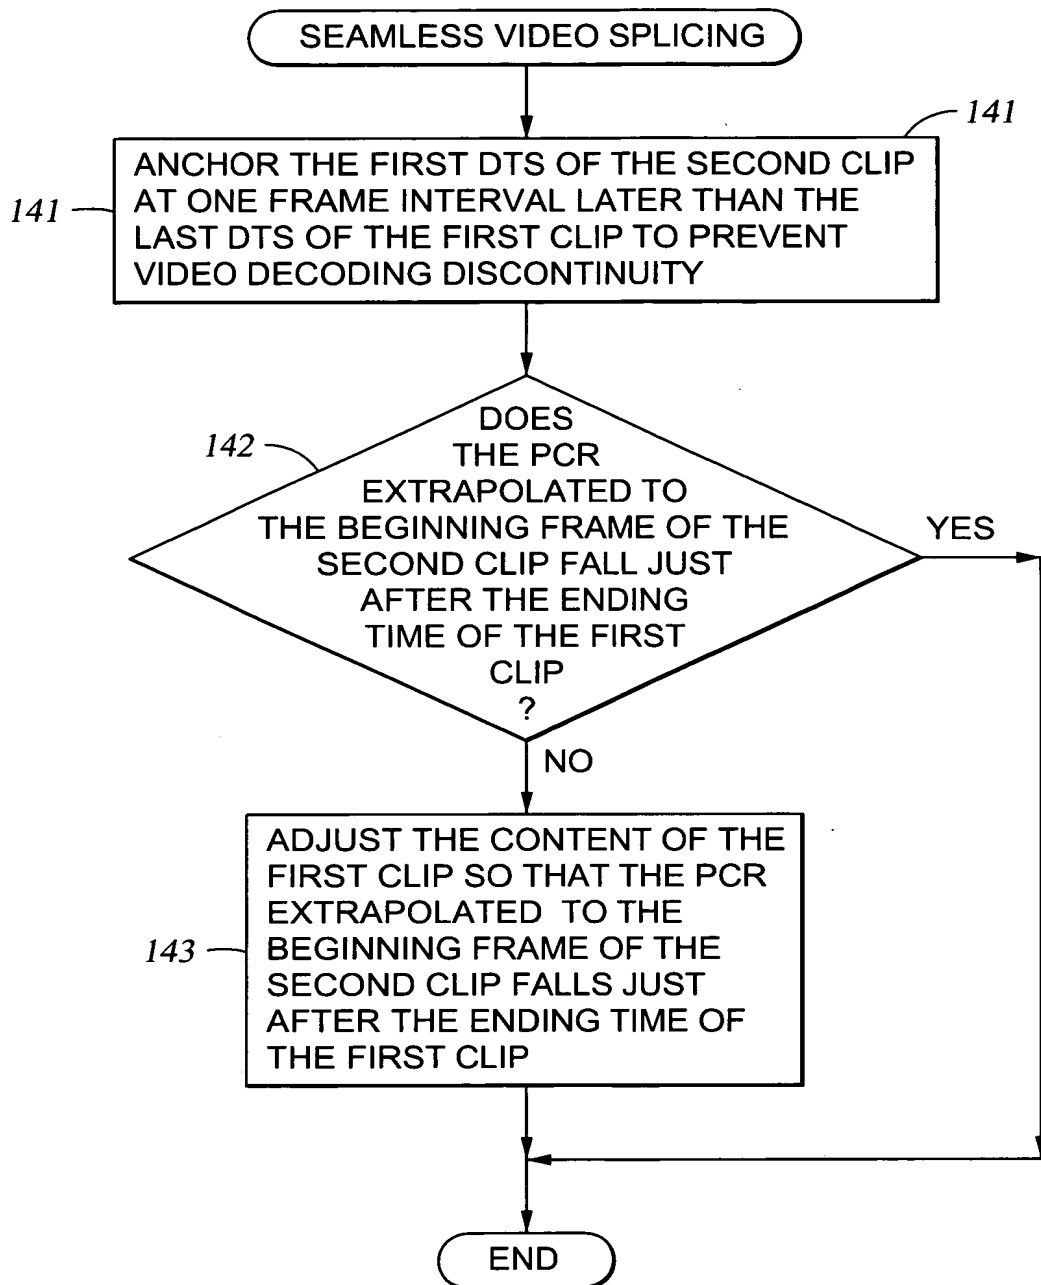 SEAMLESS VIDEO SPLICING
141
141
ANCHOR THE FIRST DTS OF THE SECOND CLIP
AT ONE FRAME INTERVAL LATER THAN THE
LAST DTS OF THE FIRST CLIP TO PREVENT
VIDEO DECODING DISCONTINUITY
142
DOES
THE PCR
EXTRAPOLATED TO
THE BEGINNING FRAME OF THE
SECOND CLIP FALL JUST
AFTER THE ENDING
TIME OF THE FIRST
CLIP
?
YES
NO
143
ADJUST THE CONTENT OF THE
FIRST CLIP SO THAT THE PCR
EXTRAPOLATED TO THE
BEGINNING FRAME OF THE
SECOND CLIP FALLS JUST
AFTER THE ENDING TIME OF
THE FIRST CLIP
END